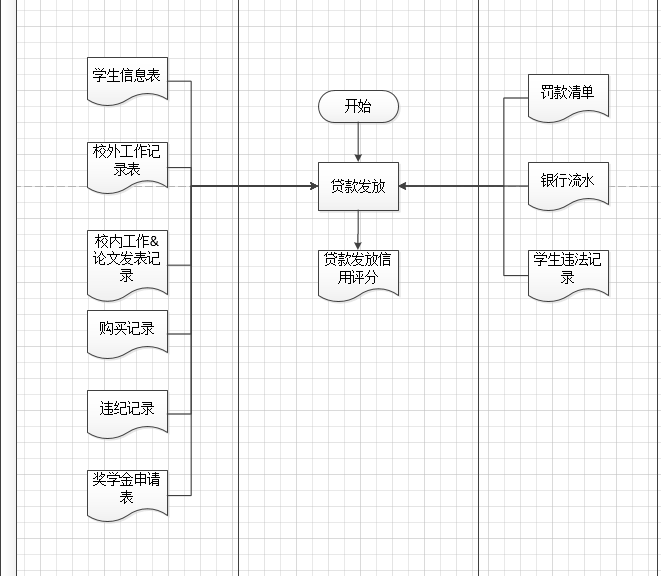 学生信息表
校外工作记
录表
校内工作&
论文发表记
录
购买记录
违纪记录
奖学金申请
表
开始
贷款发放
贷款发放信
用评分
罚款清单
银行流水
学生违法记
录